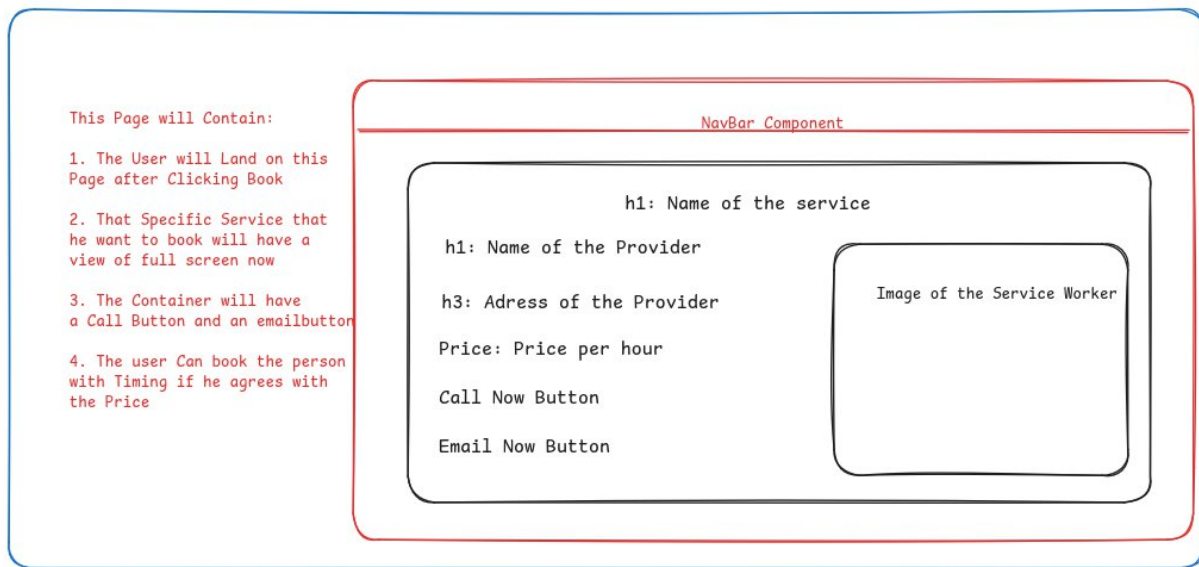 This Page will Contain:
1. The User will Land on this
Page after Clicking Book
2. That Specific Service that
he want to book will have a
view of full screen now
3. The Container will have
a Call Button and an emailbutton
4. The user Can book the person
with Timing if he agrees with
the Price
NavBar Component
h1: Name of the service
h1: Name of the Provider
h3: Adress of the Provider
Price: Price per hour
Call Now Button
Email Now Button
Image of the Service Worker